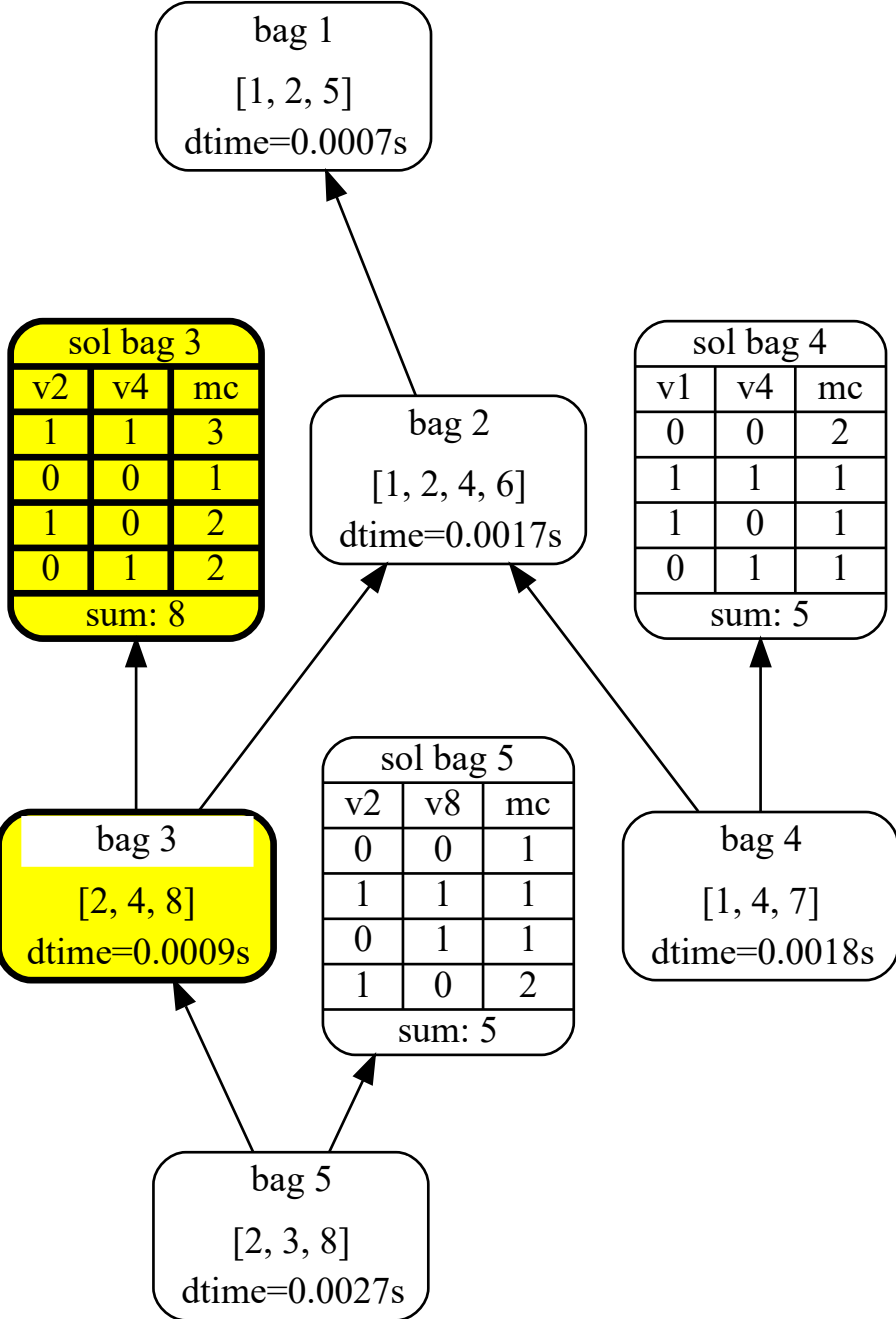 bag 1
[1, 2, 5]
dtime=0.0007s
sol bag 3
v2 v4 mc
1 1 3
0 0 1
1 0 2
0 1 2
sum: 8
bag 2
[1, 2, 4, 6]
dtime=0.0017s
sol bag 4
v1 v4 mc
0 0 2
1 1 1
1 0 1
0 1 1
sum: 5
bag 3
[2, 4, 8]
dtime=0.0009s
sol bag 5
v2 v8 mc
0 0 1
1 1 1
0 1 1
1 0 2
sum: 5
bag 4
[1, 4, 7]
dtime=0.0018s
bag 5
[2, 3, 8]
dtime=0.0027s